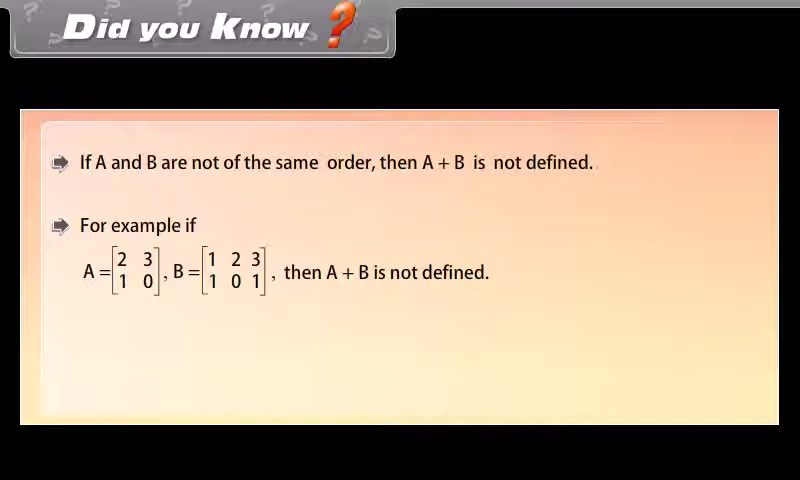 Did you Know ?
If A and B are not of the same order, then A + B is not defined.
For example if
A = [2 3
1 0], B = [1 2 3
1 0 1], then A + B is not defined.